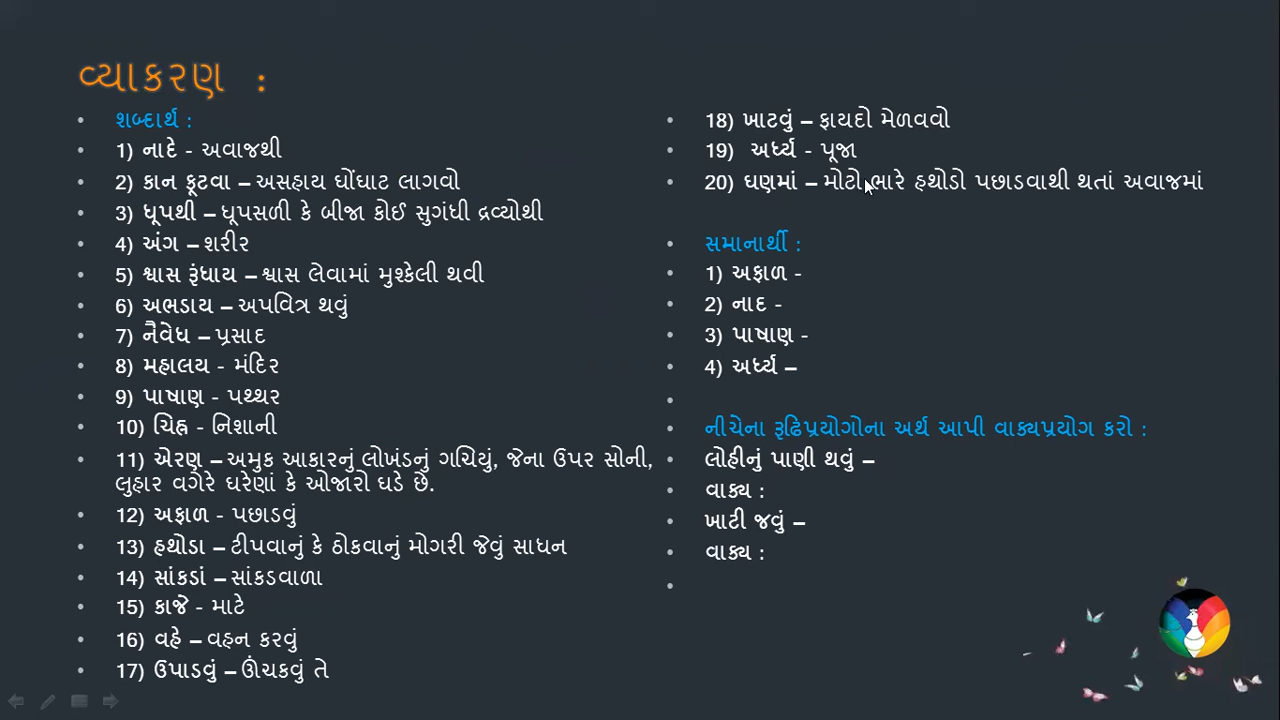 વ્યાકરણ :
શબ્દાર્થ :
1) નાદે - અવાજથી
2) કાન ફૂટવા – અસહાય ઘોંઘાટ લાગવો
3) ધૂપથી – ધૂપસળી કે બીજા કોઈ સુગંધી દ્રવ્યોથી
4) અંગ – શરીર
5) શ્વાસ રૂંધાય – શ્વાસ લેવામાં મુશ્કેલી થવી
6) અભડાય – અપવિત્ર થવું
7) નૈવેધ – પ્રસાદ
8) મહાલય - મંદિર
9) પાષાણ - પથ્થર
10) ચિહ્ન - નિશાની
11) એરણ – અમુક આકારનું લોખંડનું ગચિયું, જેના ઉપર સોની,
લુહાર વગેરે ઘરેણાં કે ઓજારો ઘડે છે.
12) અફાળ - પછાડવું
13) હથોડા – ટીપવાનું કે ઠોકવાનું મોગરી જેવું સાધન
14) સાંકડાં – સાંકડવાળા
15) કાજે - માટે
16) વહે – વહન કરવું
17) ઉપાડવું – ઊંચકવું તે
18) ખાટવું – ફાયદો મેળવવો
19) અર્ધ્ય - પૂજા
20) ઘણમાં – મોટો ભારે હથોડો પછાડવાથી થતાં અવાજમાં
સમાનાર્થી :
1) અફાળ -
2) નાદ -
3) પાષાણ -
4) અર્ધ્ય –
નીચેના રૂઢિપ્રયોગોના અર્થ આપી વાક્યપ્રયોગ કરો :
લોહીનું પાણી થવું –
વાક્ય :
ખાટી જવું –
વાક્ય :